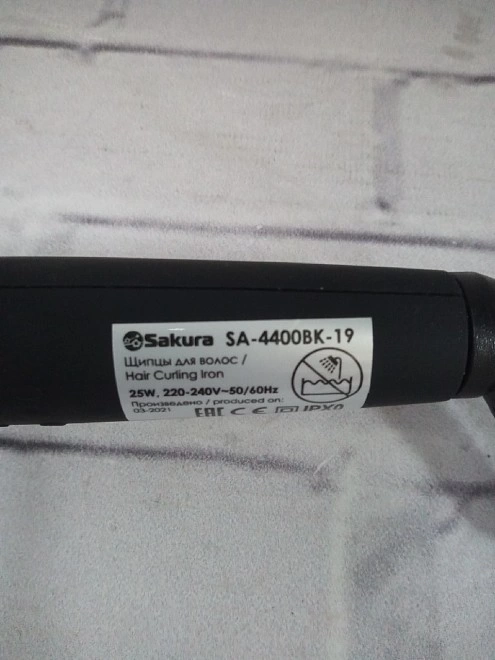 Sakura SA-4400BK-19
Щипцы для волос /
Hair Curling Iron
25W, 220-240V~50/60Hz
Произведено / produced on:
03-2021 EAC CE IPX0